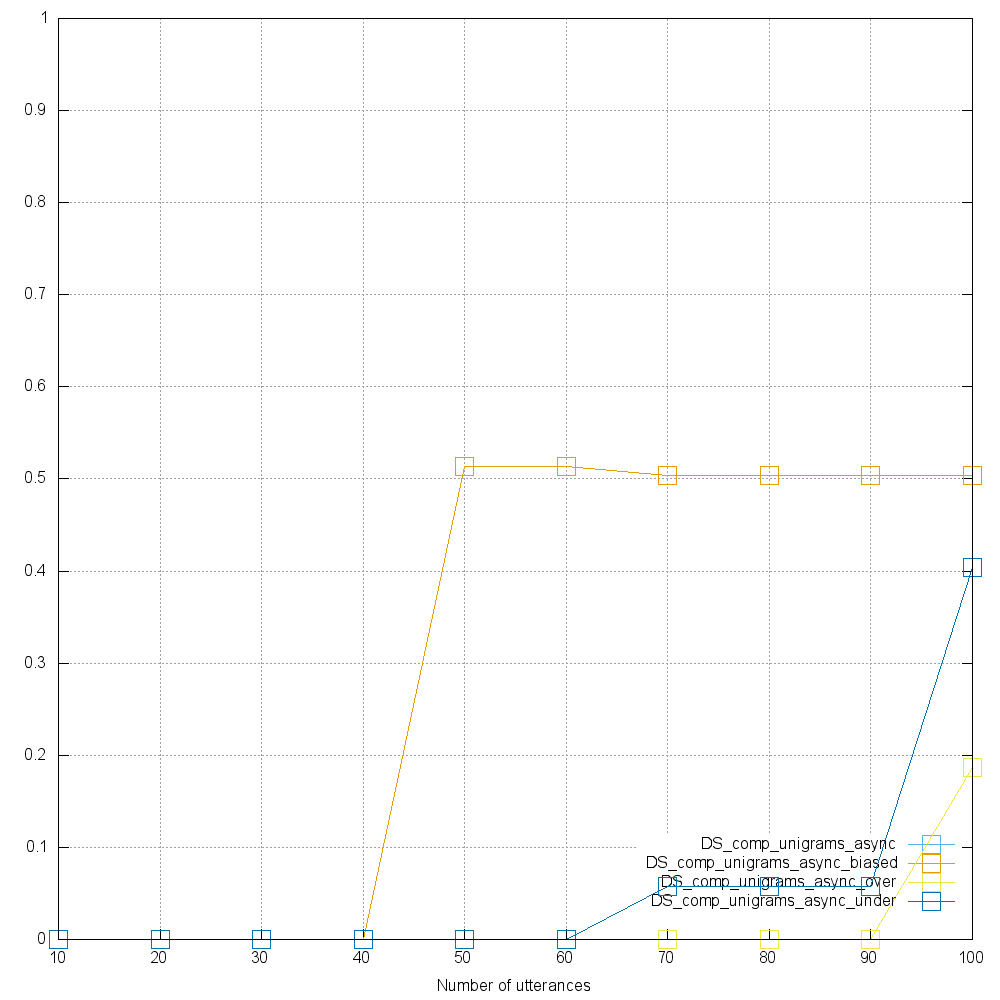 1
0.9
0.8
0.7
0.6
0.5
0.4
0.3
0.2
0.1
0
DS_comp_unigrams_async
DS_comp_unigrams_async_biased
DS_comp_unigrams_async_over
DS_comp_unigrams_async_under
10 20 30 40 50 60 70 80 90 100
Number of utterances